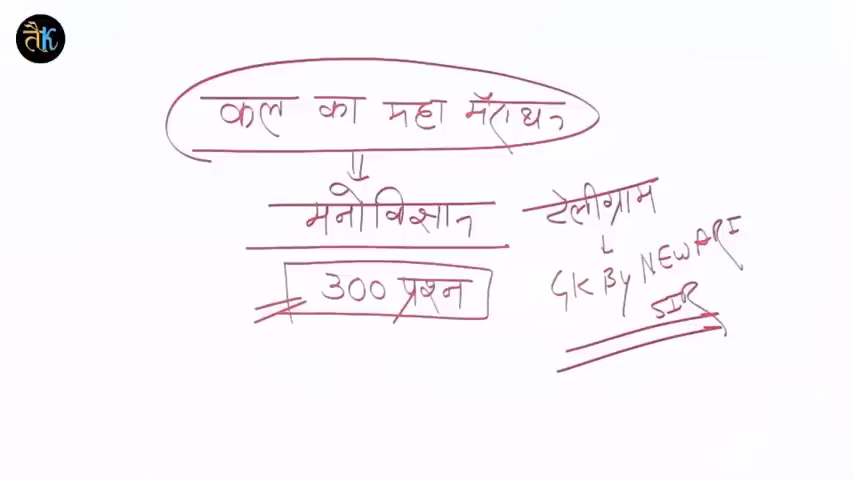 तैK
कल का महा मॅराथन
मनोविज्ञान
300 प्रश्न
टेलीग्राम
GK By NEWARI
SIR